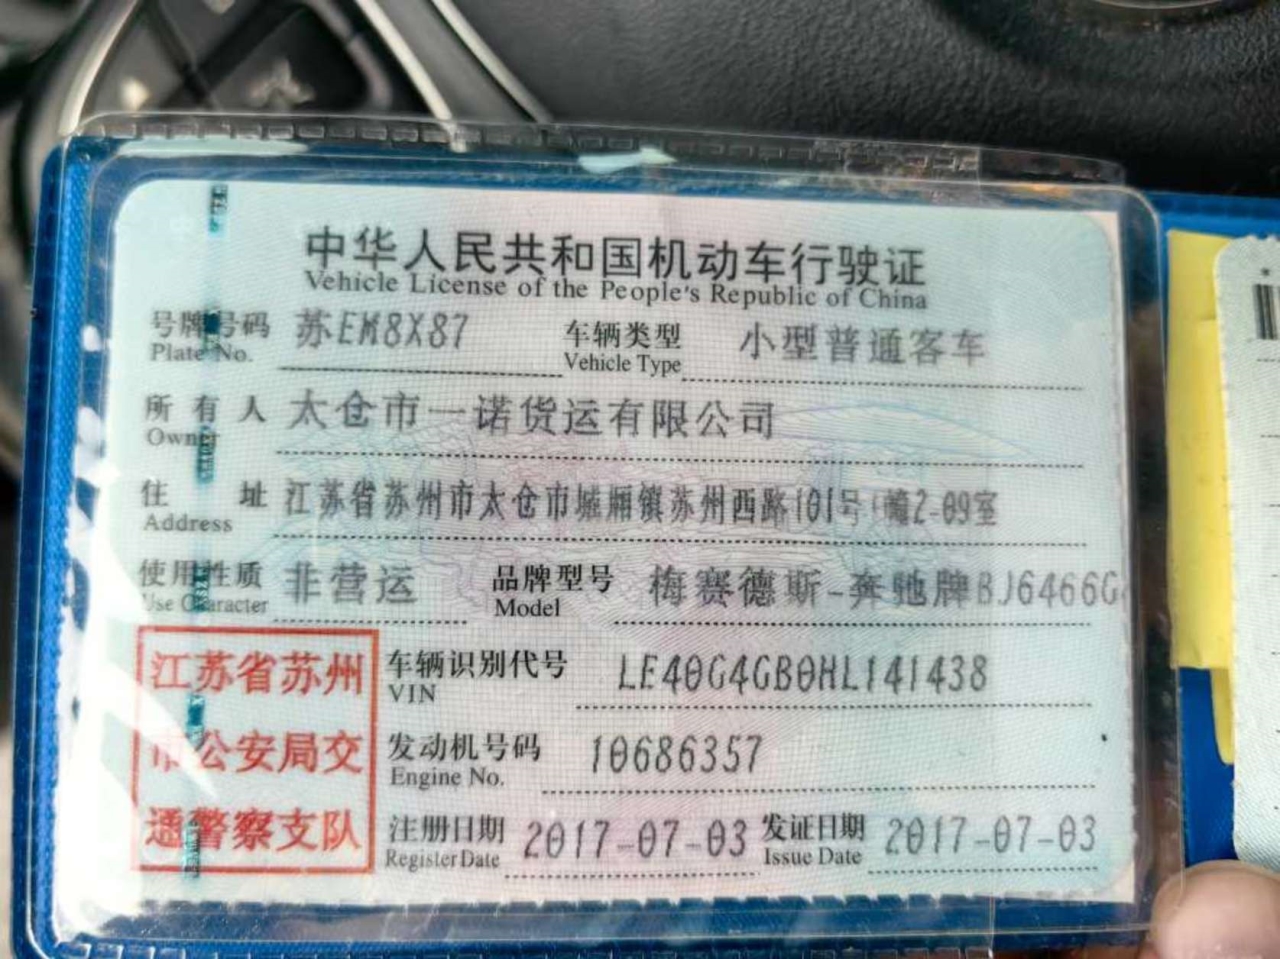 中华人民共和国机动车行驶证
Vehicle License of the People's Republic of China
号牌号码 苏EM8X87 车辆类型 小型普通客车
Plate No. Vehicle Type
所有人 太仓市一诺货运有限公司
Owner
住址 江苏省苏州市太仓市城厢镇苏州西路101号1幢2-09室
Address
使用性质 非营运 品牌型号 梅赛德斯-奔驰牌BJ6466G
Use Character Model
江苏省苏州 车辆识别代号 LE40G4GB0HL141438
VIN
市公安局交 发动机号码 10686357
Engine No.
通警察支队 注册日期 2017-07-03 发证日期 2017-07-03
Register Date Issue Date